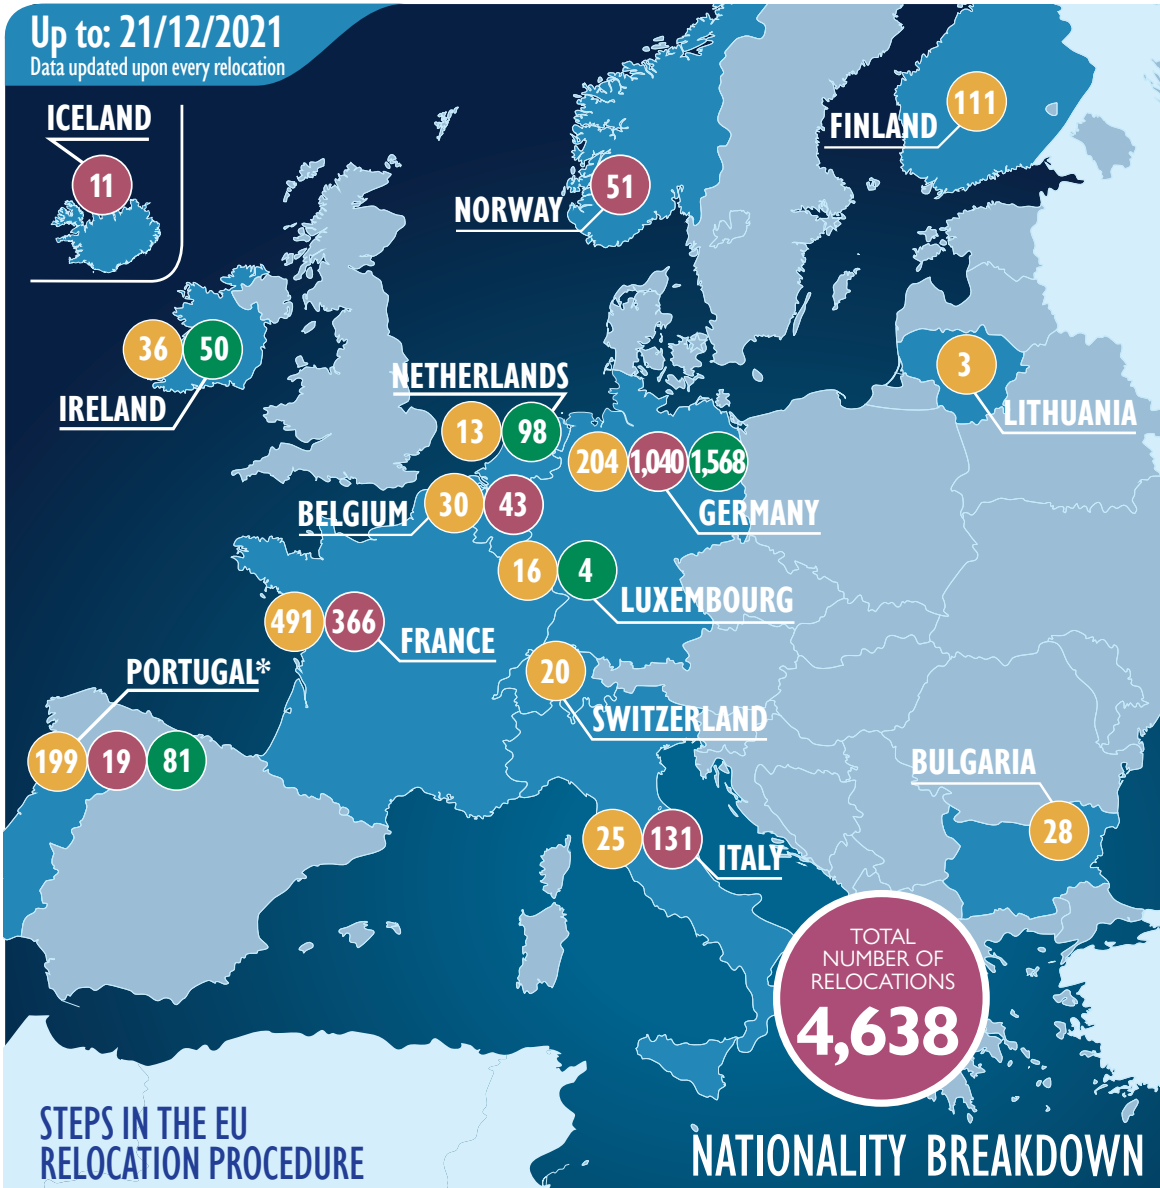 Up to: 21/12/2021
Data updated upon every relocation
ICELAND
11
FINLAND
111
NORWAY
51
36 50
IRELAND
NETHERLANDS
13 98
3
LITHUANIA
204 1,040 1,568
GERMANY
BELGIUM
30 43
16 4
LUXEMBOURG
491 366
FRANCE
PORTUGAL*
199 19 81
20
SWITZERLAND
BULGARIA
28
25 131
ITALY
TOTAL
NUMBER OF
RELOCATIONS
4,638
STEPS IN THE EU
RELOCATION PROCEDURE
NATIONALITY BREAKDOWN